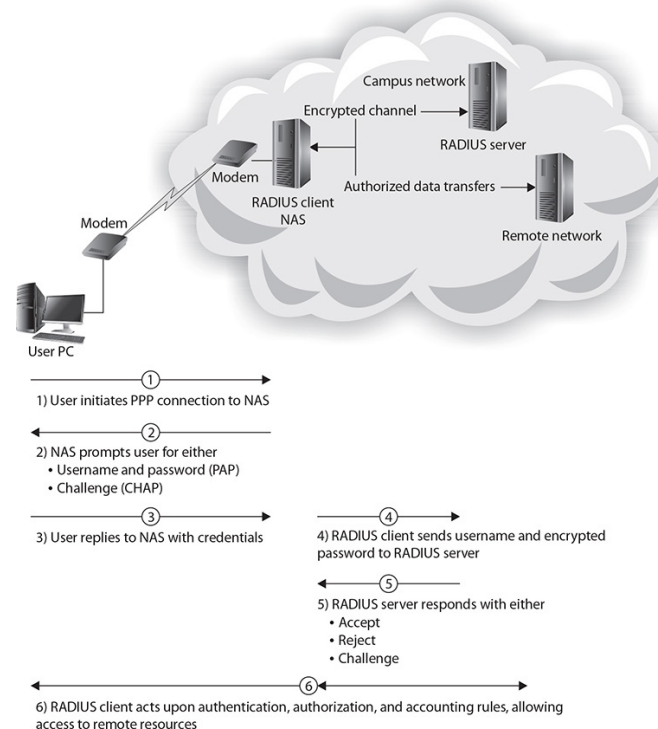 Campus network
Encrypted channel
RADIUS server
Modem
RADIUS client
NAS
Authorized data transfers
Modem
Remote network
User PC
1
1) User initiates PPP connection to NAS
2
2) NAS prompts user for either
• Username and password (PAP)
• Challenge (CHAP)
3
3) User replies to NAS with credentials
4
4) RADIUS client sends username and encrypted
password to RADIUS server
5
5) RADIUS server responds with either
• Accept
• Reject
• Challenge
6
6) RADIUS client acts upon authentication, authorization, and accounting rules, allowing
access to remote resources